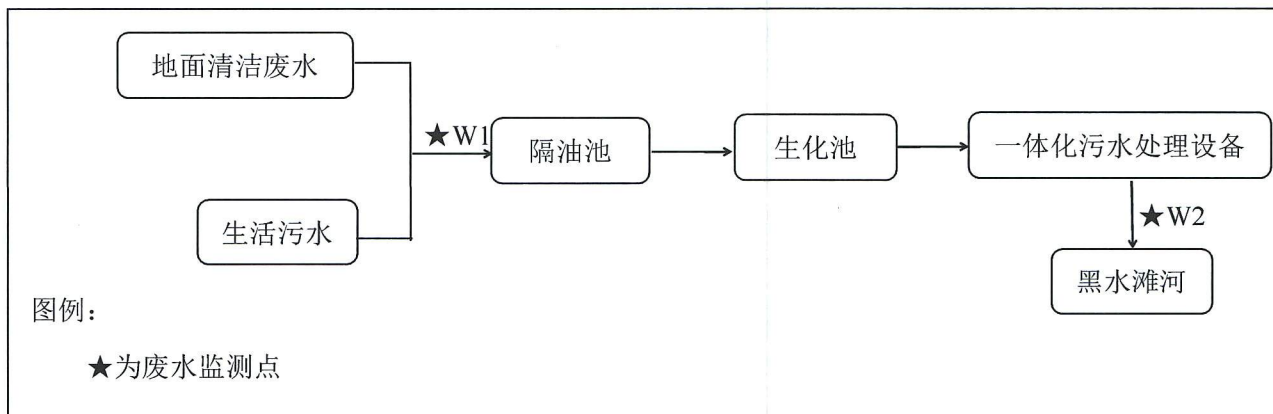 地面清洁废水
★W1
隔油池
生化池
一体化污水处理设备
生活污水
★W2
黑水滩河
图例：
★为废水监测点